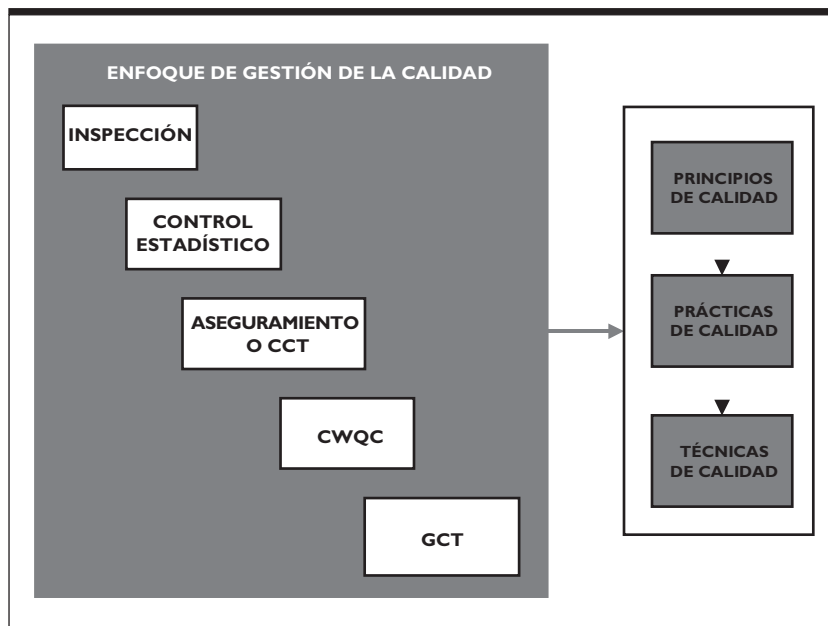 ENFOQUE DE GESTIÓN DE LA CALIDAD
INSPECCIÓN
CONTROL
ESTADÍSTICO
ASEGURAMIENTO
O CCT
CWQC
GCT
PRINCIPIOS
DE CALIDAD
PRÁCTICAS
DE CALIDAD
TÉCNICAS
DE CALIDAD